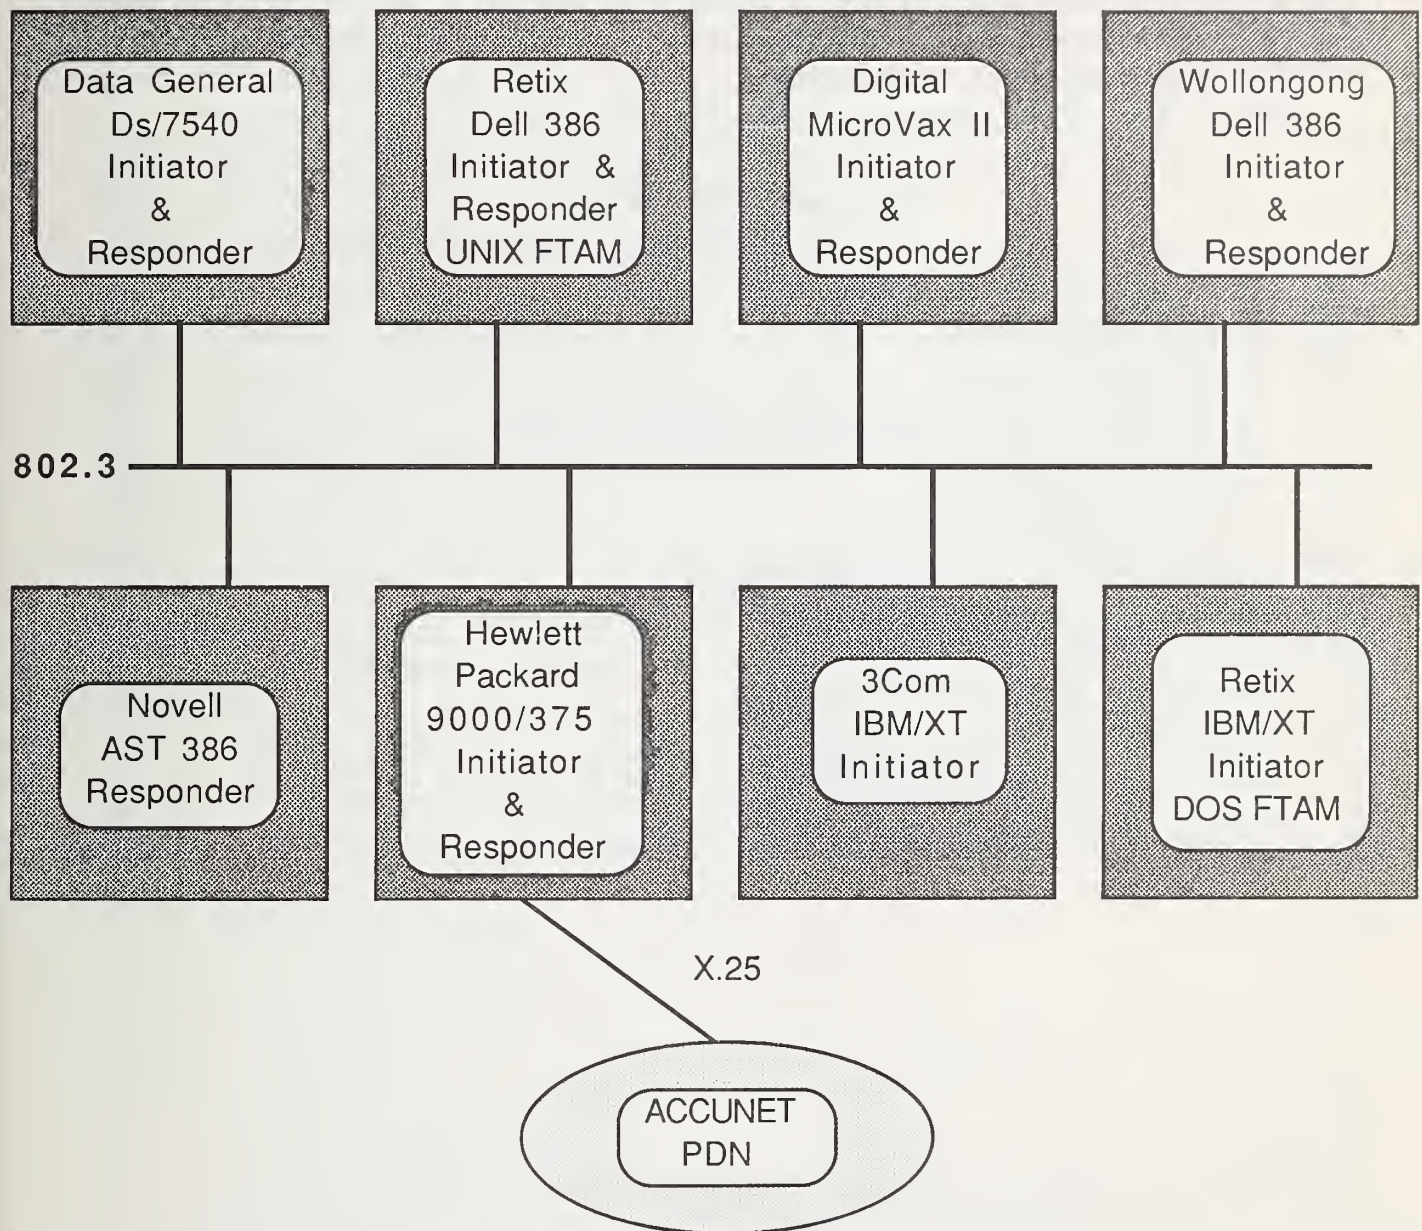 Data General
Ds/7540
Initiator
&
Responder
Retix
Dell 386
Initiator &
Responder
UNIX FTAM
Digital
MicroVax II
Initiator
&
Responder
Wollongong
Dell 386
Initiator
&
Responder
802.3
Novell
AST 386
Responder
Hewlett
Packard
9000/375
Initiator
&
Responder
3Com
IBM/XT
Initiator
Retix
IBM/XT
Initiator
DOS FTAM
X.25
ACCUNET
PDN